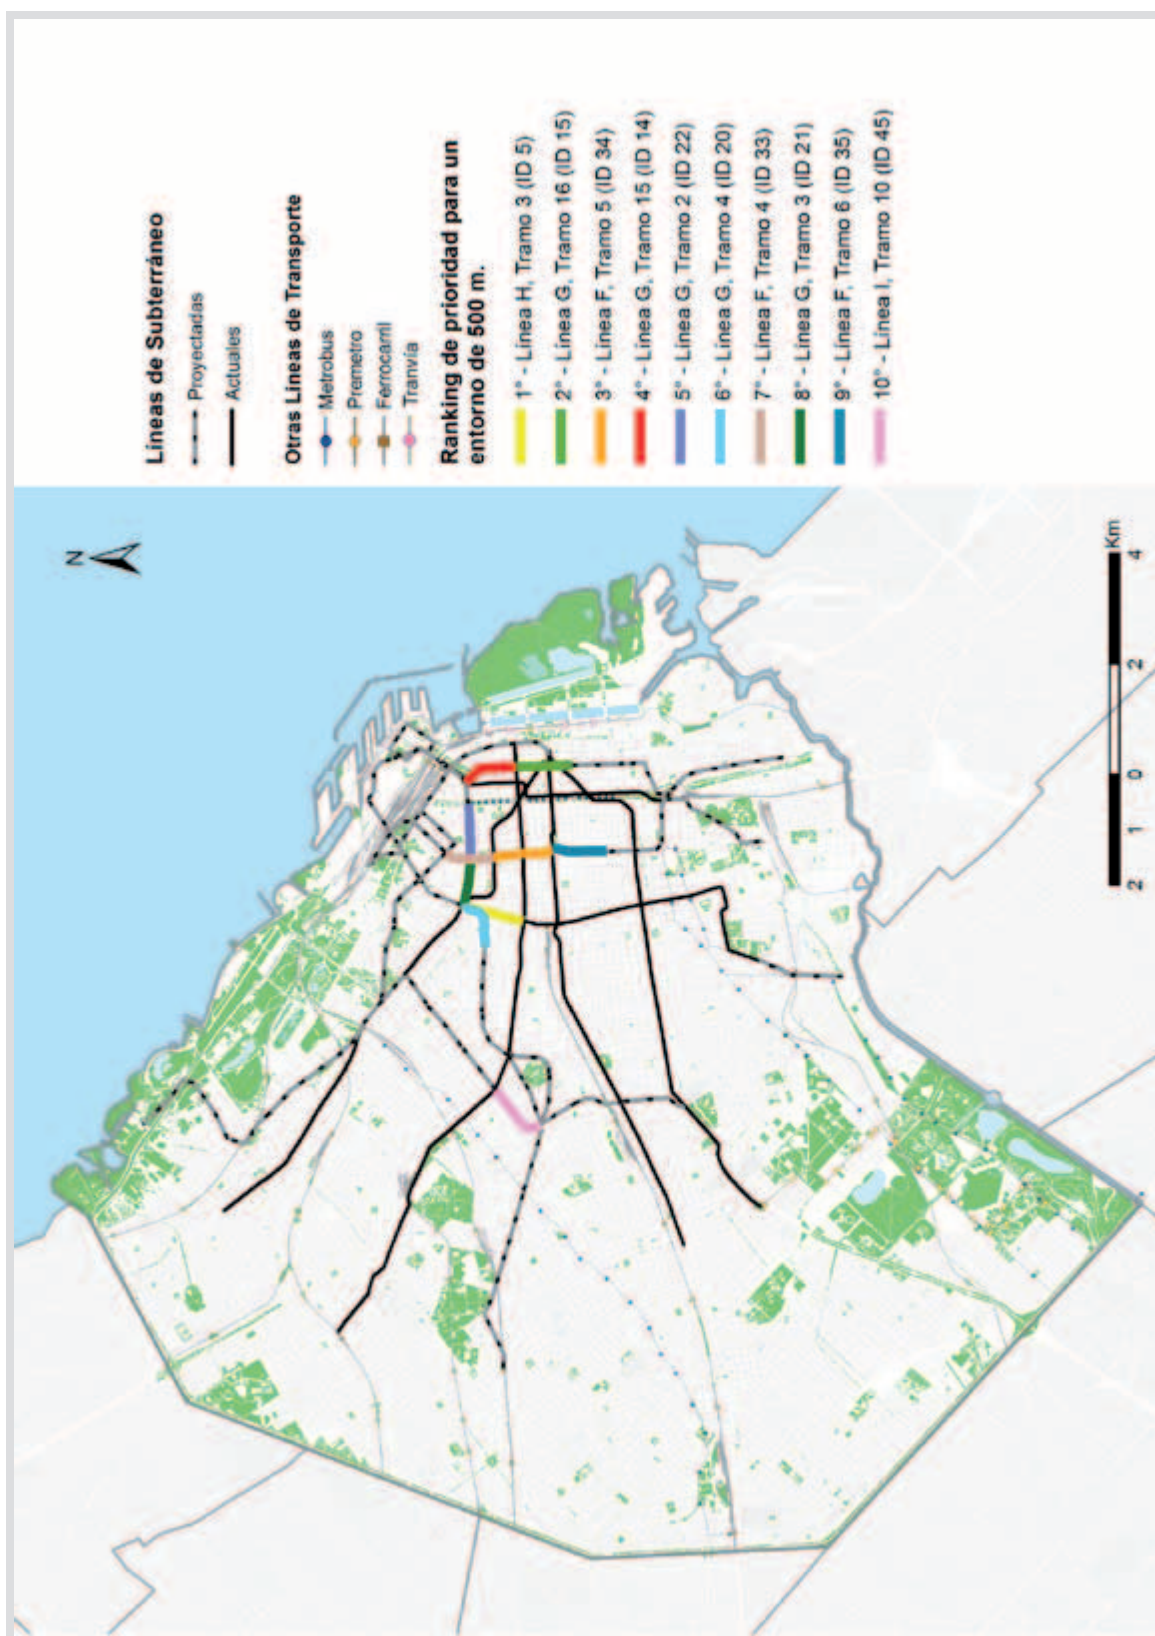 Líneas de Subterráneo
Proyectadas
Actuales
Otras Líneas de Transporte
Metrobus
Premetro
Ferrocarril
Tranvía
Ranking de prioridad para un
entorno de 500 m.
1° - Línea H, Tramo 3 (ID 5)
2° - Línea G, Tramo 16 (ID 15)
3° - Línea F, Tramo 5 (ID 34)
4° - Línea G, Tramo 15 (ID 14)
5° - Línea G, Tramo 2 (ID 22)
6° - Línea G, Tramo 4 (ID 20)
7° - Línea F, Tramo 4 (ID 33)
8° - Línea G, Tramo 3 (ID 21)
9° - Línea F, Tramo 6 (ID 35)
10° - Línea I, Tramo 10 (ID 45)
N
Km
2 1 0 2 4